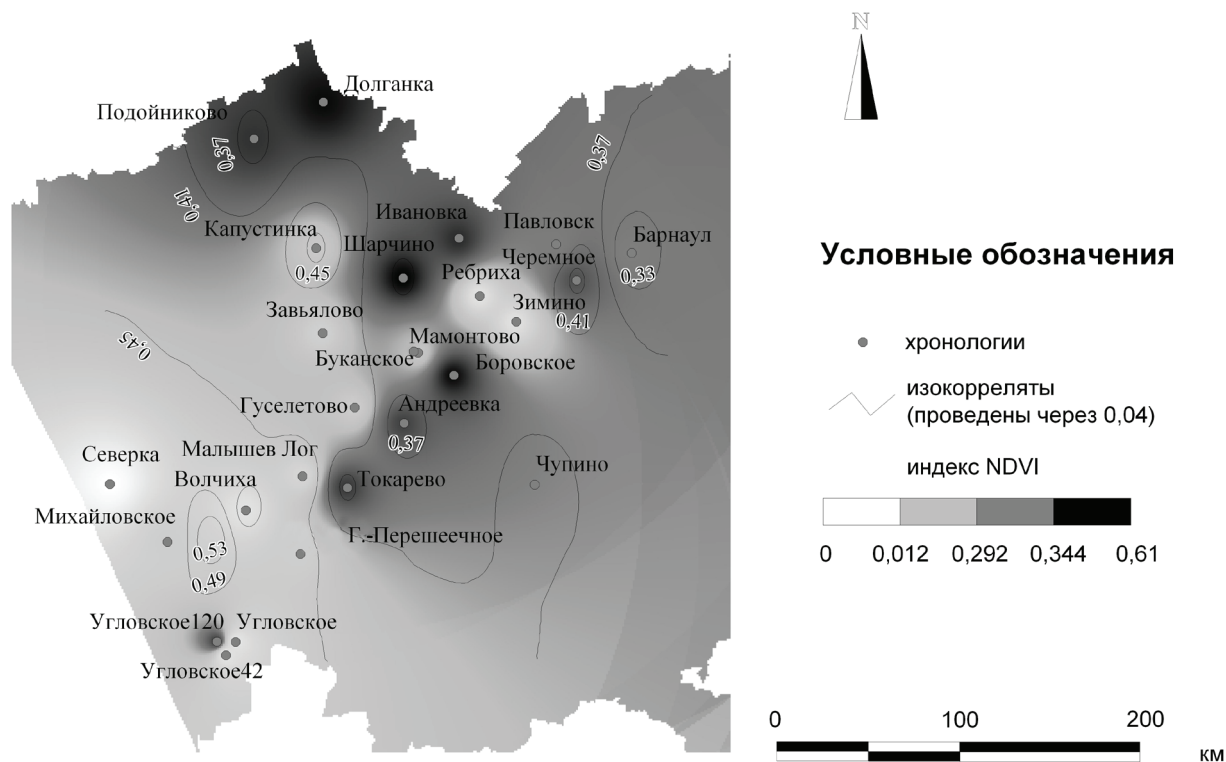 N
Долганка
Подойниково
0,37
0,37
0,41
Ивановка
Павловск
Капустинка
Шарчино
Барнаул
Черемное
Ребриха
0,45
0,33
Зимино
Завьялово
0,41
Мамонтово
0,45
Буканское
Боровское
Гуселетово
Андреевка
0,37
Малышев Лог
Северка
Чупино
Волчиха
Токарево
Михайловское
Г.-Перешеечное
0,53
0,49
Угловское120
Угловское
Угловское42
Условные обозначения
хронологии
изокорреляты
(проведены через 0,04)
индекс NDVI
0 0,012 0,292 0,344 0,61
0 100 200
км